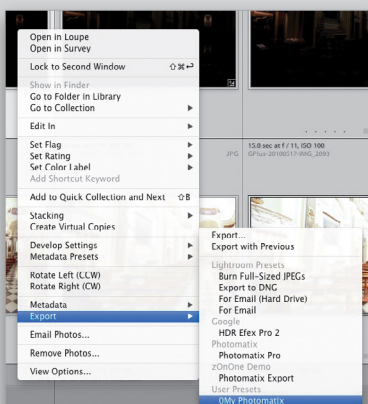 Open in Loupe
Open in Survey
Lock to Second Window ⇧⌘↩
Show in Finder
Go to Folder in Library
Go to Collection ▶
Edit In ▶
Set Flag ▶
Set Rating ▶
Set Color Label ▶
Add Shortcut Keyword
Add to Quick Collection and Next ⇧B
Stacking ▶
Create Virtual Copies
Develop Settings ▶
Metadata Presets ▶
Rotate Left (CCW)
Rotate Right (CW)
Metadata ▶
Export ▶
Email Photos...
Remove Photos...
View Options...
JPG
15.0 sec at f / 11, ISO 100
GPlus-20100517-IMG_2093
Export...
Export with Previous
Lightroom Presets
Burn Full-Sized JPEGs
Export to DNG
For Email (Hard Drive)
For Email
Google
HDR Efex Pro 2
Photomatix
Photomatix Pro
zOnOne Demo
Photomatix Export
User Presets
0My Photomatix